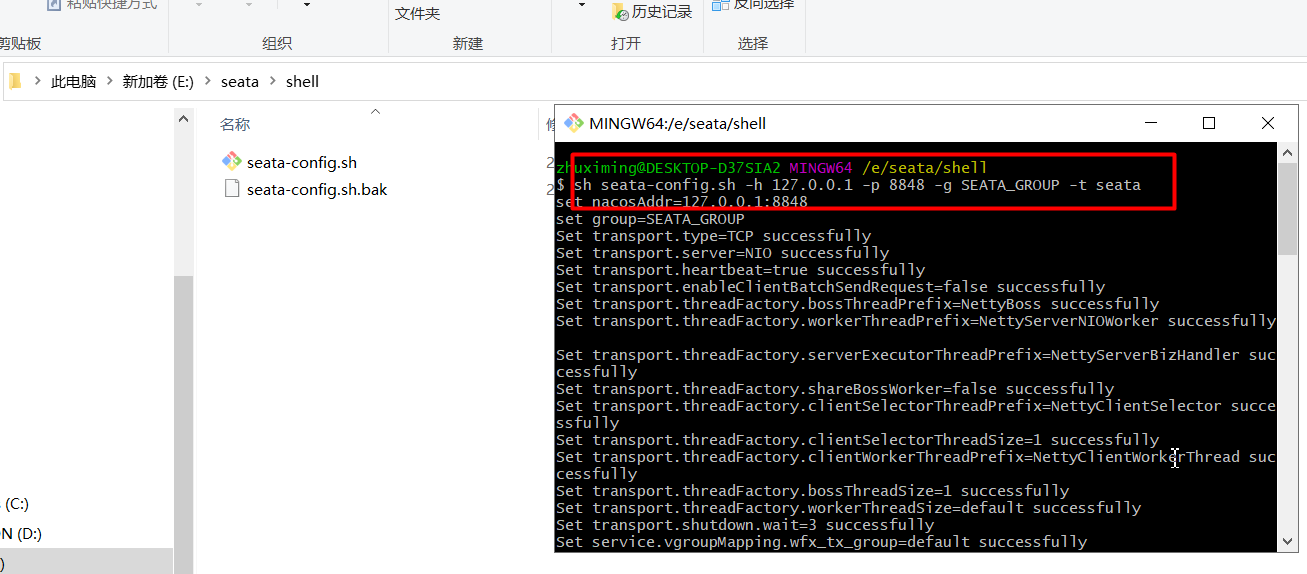 粘贴快捷方式
文件夹
历史记录
反向选择
剪贴板
组织
新建
打开
选择
此电脑
新加卷 (E:)
seata
shell
名称
seata-config.sh
seata-config.sh.bak
(C:)
N (D:)
)
MINGW64:/e/seata/shell
zhuximing@DESKTOP-D37SIA2 MINGW64 /e/seata/shell
$ sh seata-config.sh -h 127.0.0.1 -p 8848 -g SEATA_GROUP -t seata
set nacosAddr=127.0.0.1:8848
set group=SEATA_GROUP
Set transport.type=TCP successfully
Set transport.server=NIO successfully
Set transport.heartbeat=true successfully
Set transport.enableClientBatchSendRequest=false successfully
Set transport.threadFactory.bossThreadPrefix=NettyBoss successfully
Set transport.threadFactory.workerThreadPrefix=NettyServerNIOWorker successfully
Set transport.threadFactory.serverExecutorThreadPrefix=NettyServerBizHandler suc
cessfully
Set transport.threadFactory.shareBossWorker=false successfully
Set transport.threadFactory.clientSelectorThreadPrefix=NettyClientSelector succe
ssfully
Set transport.threadFactory.clientSelectorThreadSize=1 successfully
Set transport.threadFactory.clientWorkerThreadPrefix=NettyClientWorkerThread suc
cessfully
Set transport.threadFactory.bossThreadSize=1 successfully
Set transport.threadFactory.workerThreadSize=default successfully
Set transport.shutdown.wait=3 successfully
Set service.vgroupMapping.wfx_tx_group=default successfully